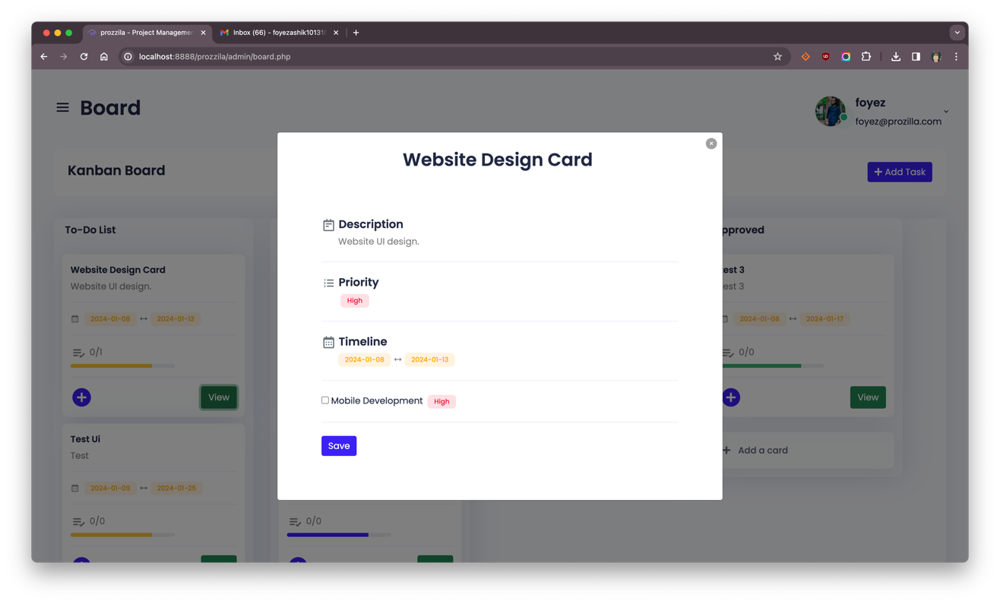 prozzila - Project Manageme
Inbox (66) - foyezashik10131
localhost:8888/prozzila/admin/board.php
Board
foyez
foyez@prozilla.com
Kanban Board
+ Add Task
Website Design Card
Description
Website UI design.
Priority
High
Timeline
2024-01-08 ↔ 2024-01-13
Mobile Development High
Save
To-Do List
Website Design Card
Website UI design.
2024-01-08 ↔ 2024-01-13
0/1
View
Test Ui
Test
2024-01-09 ↔ 2024-01-25
0/0
0/0
pproved
est 3
est 3
2024-01-08 ↔ 2024-01-17
0/0
View
+ Add a card